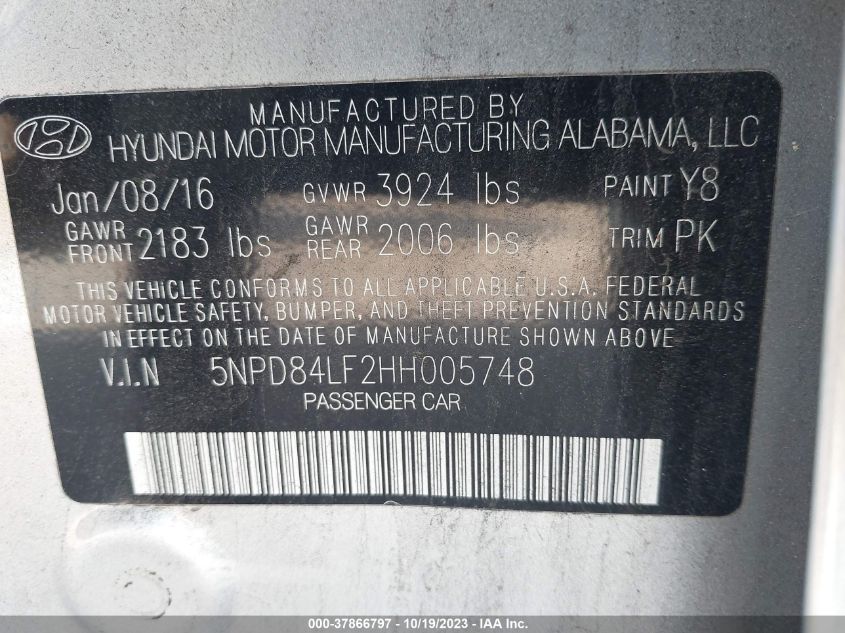 MANUFACTURED BY
HYUNDAI MOTOR MANUFACTURING ALABAMA, LLC
Jan/08/16 GVWR 3924 lbs PAINT Y8
GAWR FRONT 2183 lbs GAWR REAR 2006 lbs TRIM PK
THIS VEHICLE CONFORMS TO ALL APPLICABLE U.S.A. FEDERAL
MOTOR VEHICLE SAFETY, BUMPER, AND THEFT PREVENTION STANDARDS
IN EFFECT ON THE DATE OF MANUFACTURE SHOWN ABOVE
V.I.N 5NPD84LF2HH005748
PASSENGER CAR
000-37866797 - 10/19/2023 - IAA Inc.